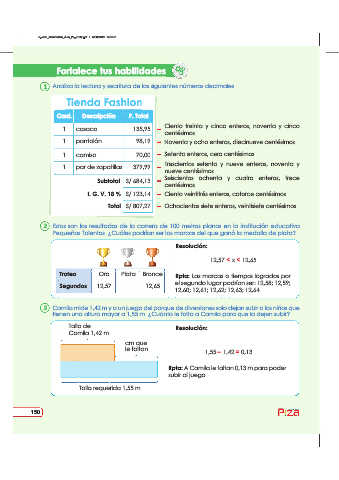 Fortalece tus habilidades
1 Analiza la lectura y escritura de los siguientes números decimales
Tienda Fashion
Cant. Descripción P. Total
1 casaca 135,95 – Ciento treinta y cinco enteros, noventa y cinco
centésimos
1 pantalón 98,19 – Noventa y ocho enteros, diecinueve centésimos
1 camisa 70,00 – Setenta enteros, cero centésimos
1 par de zapatillas 379,99 – Trescientos setenta y nueve enteros, noventa y
nueve centésimos
Subtotal S/ 684,13 – Seiscientos ochenta y cuatro enteros, trece
centésimos
I. G. V. 18 % S/ 123,14 – Ciento veintitrés enteros, catorce centésimos
Total S/ 807,27 – Ochocientos siete enteros, veintisiete centésimos
2 Estos son los resultados de la carrera de 100 metros planos en la institución educativa
Pequeños Talentos. ¿Cuáles podrían ser las marcas del que ganó la medalla de plata?
Resolución:
12,57 < x < 12,65
Trofeo Oro Plata Bronce
Segundos 12,57 12,65
Rpta: Las marcas o tiempos logrados por
el segundo lugar podrían ser: 12,58; 12,59;
12,60; 12,61; 12,62; 12,63; 12,64
3 Camila mide 1,42 m y a un juego del parque de diversiones solo dejan subir a los niños que
tienen una altura mayor a 1,55 m. ¿Cuánto le falta a Camila para que la dejen subir?
Talla de
Camila 1,42 m
cm que
le faltan
Talla requerida 1,55 m
Resolución:
1,55 – 1,42 = 0,13
Rpta: A Camila le faltan 0,13 m para poder
subir al juego
150